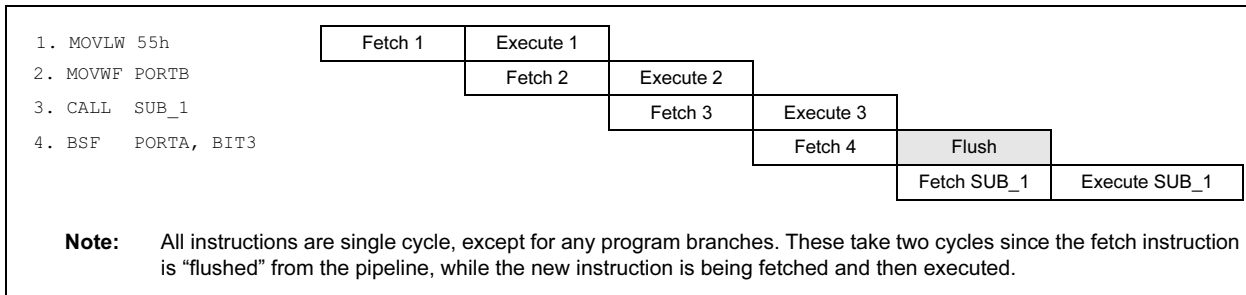 1. MOVLW 55h Fetch 1 Execute 1
2. MOVWF PORTB Fetch 2 Execute 2
3. CALL SUB_1 Fetch 3 Execute 3
4. BSF PORTA, BIT3 Fetch 4 Flush
Fetch SUB_1 Execute SUB_1
Note: All instructions are single cycle, except for any program branches. These take two cycles since the fetch instruction
is “flushed” from the pipeline, while the new instruction is being fetched and then executed.